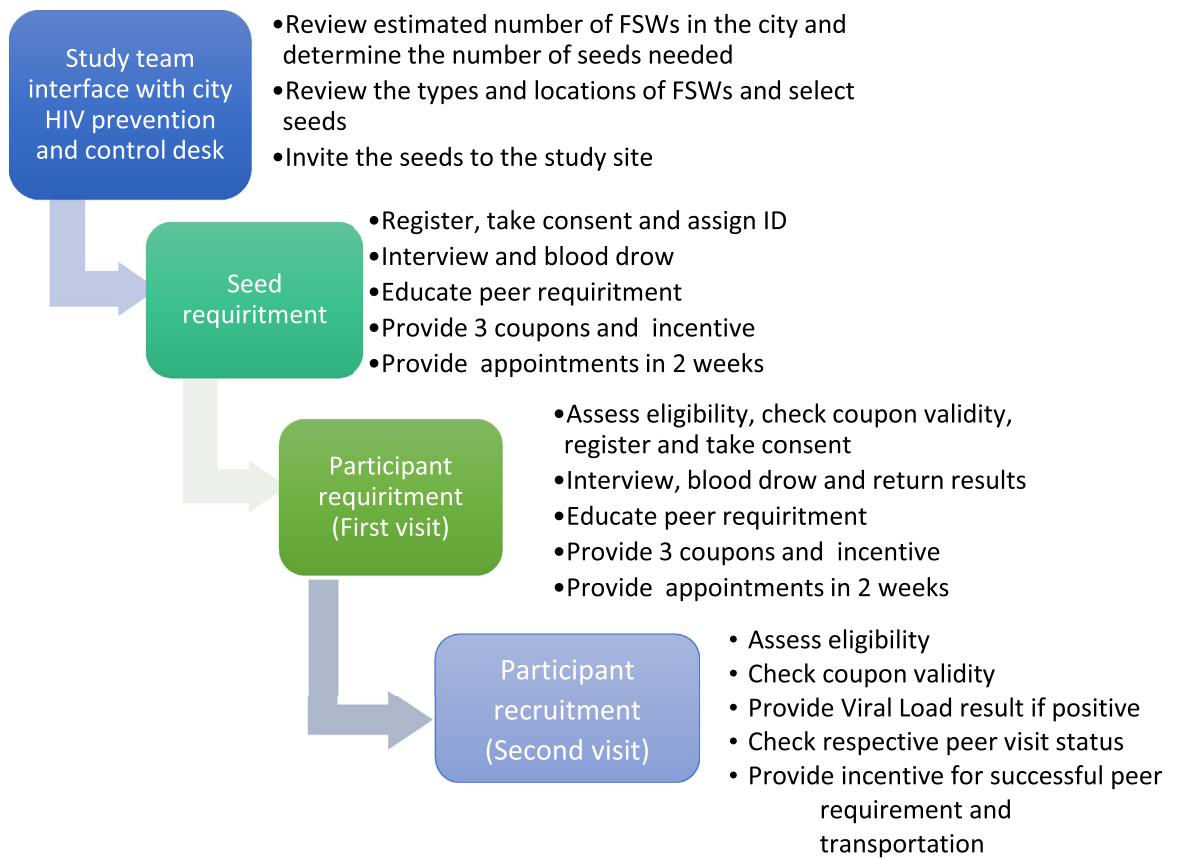 Study team
interface with city
HIV prevention
and control desk
•Review estimated number of FSWs in the city and
determine the number of seeds needed
•Review the types and locations of FSWs and select
seeds
•Invite the seeds to the study site
Seed
requiritment
•Register, take consent and assign ID
•Interview and blood drow
•Educate peer requiritment
•Provide 3 coupons and incentive
•Provide appointments in 2 weeks
Participant
requiritment
(First visit)
•Assess eligibility, check coupon validity,
register and take consent
•Interview, blood drow and return results
•Educate peer requiritment
•Provide 3 coupons and incentive
•Provide appointments in 2 weeks
Participant
recruitment
(Second visit)
• Assess eligibility
• Check coupon validity
• Provide Viral Load result if positive
• Check respective peer visit status
• Provide incentive for successful peer
requirement and
transportation